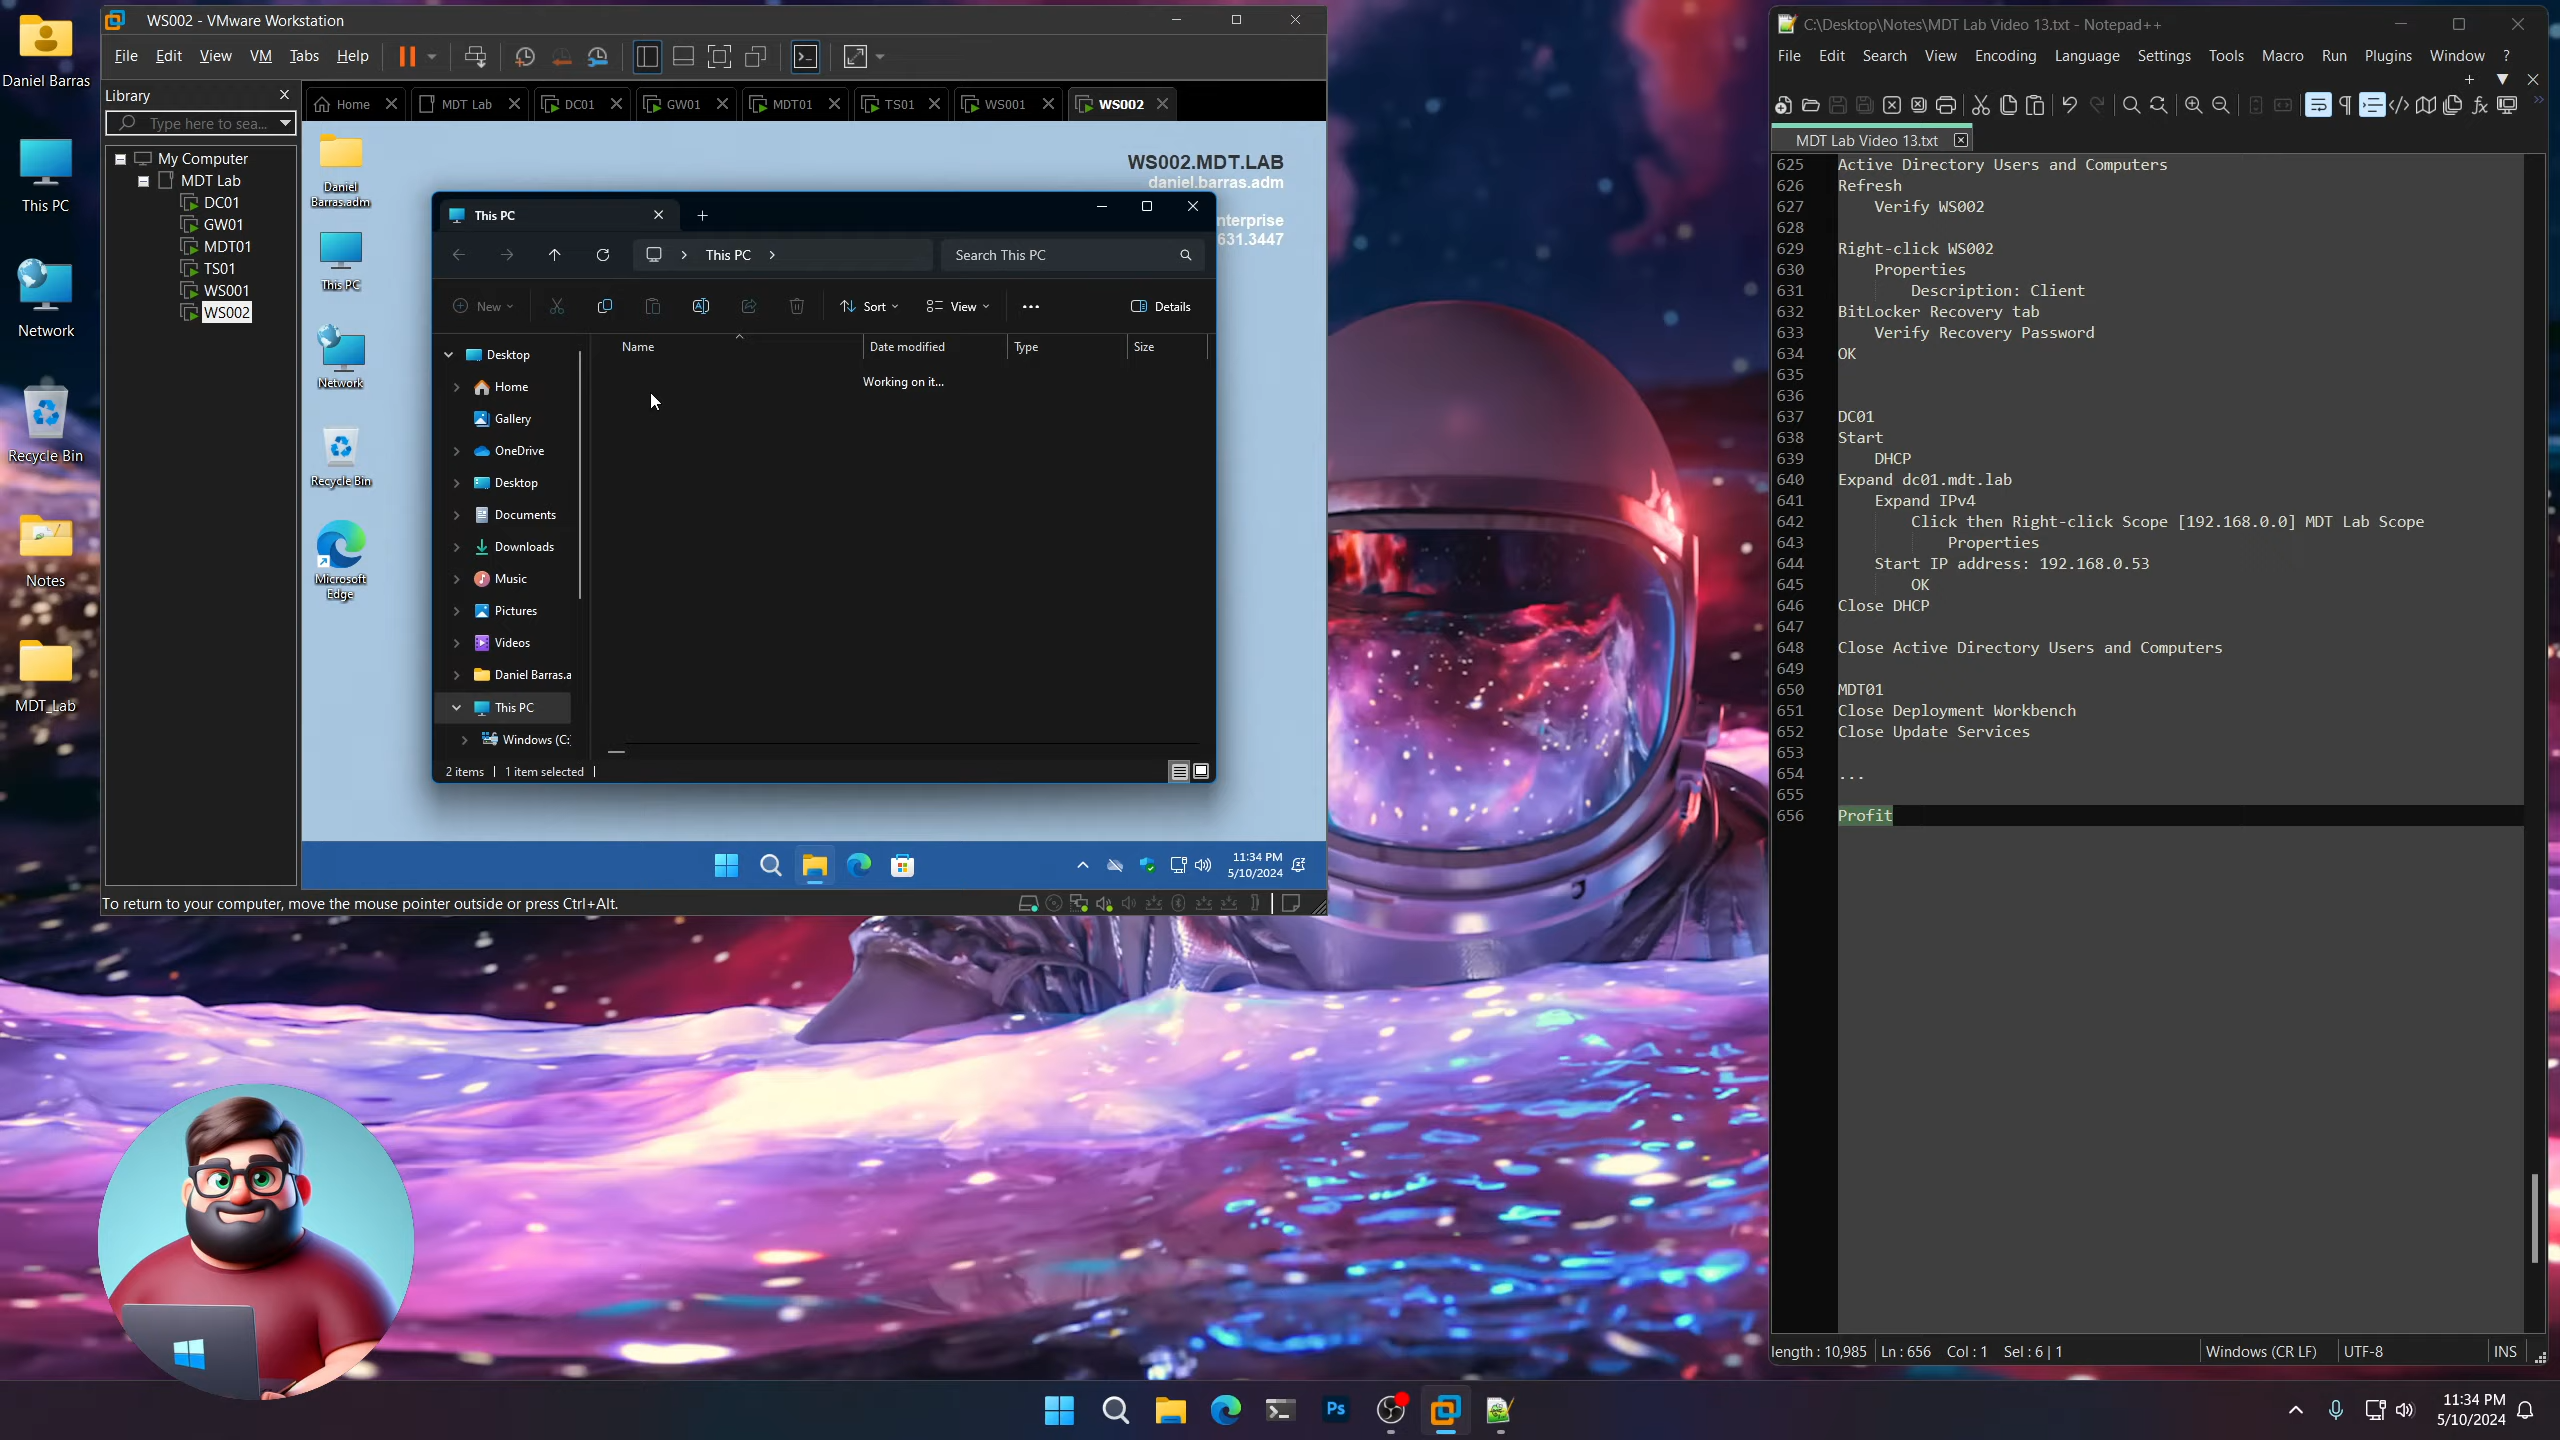 Daniel Barras
This PC
Network
Recycle Bin
Notes
MDT_Lab
WS002 - VMware Workstation
File Edit View VM Tabs Help
Library
Type here to sea...
My Computer
MDT Lab
DC01
GW01
MDT01
TS01
WS001
WS002
Home MDT Lab DC01 GW01 MDT01 TS01 WS001 WS002
Daniel
Barras.adm
This PC
Network
Recycle Bin
Microsoft
Edge
WS002.MDT.LAB
daniel.barras.adm
nterprise
631.3447
This PC
This PC
Search This PC
New Sort View Details
Name Date modified Type Size
Working on it...
Desktop
Home
Gallery
OneDrive
Desktop
Documents
Downloads
Music
Pictures
Videos
Daniel Barras.a
This PC
Windows (C:
2 items 1 item selected
11:34 PM
5/10/2024
To return to your computer, move the mouse pointer outside or press Ctrl+Alt.
C:\Desktop\Notes\MDT Lab Video 13.txt - Notepad++
File Edit Search View Encoding Language Settings Tools Macro Run Plugins Window ?
MDT Lab Video 13.txt
625 Active Directory Users and Computers
626 Refresh
627 Verify WS002
628
629 Right-click WS002
630 Properties
631 Description: Client
632 BitLocker Recovery tab
633 Verify Recovery Password
634 OK
635
636
637 DC01
638 Start
639 DHCP
640 Expand dc01.mdt.lab
641 Expand IPv4
642 Click then Right-click Scope [192.168.0.0] MDT Lab Scope
643 Properties
644 Start IP address: 192.168.0.53
645 OK
646 Close DHCP
647
648 Close Active Directory Users and Computers
649
650 MDT01
651 Close Deployment Workbench
652 Close Update Services
653
654 ...
655
656 Profit
length : 10,985 Ln : 656 Col : 1 Sel : 6 | 1 Windows (CR LF) UTF-8 INS
Ps
11:34 PM
5/10/2024